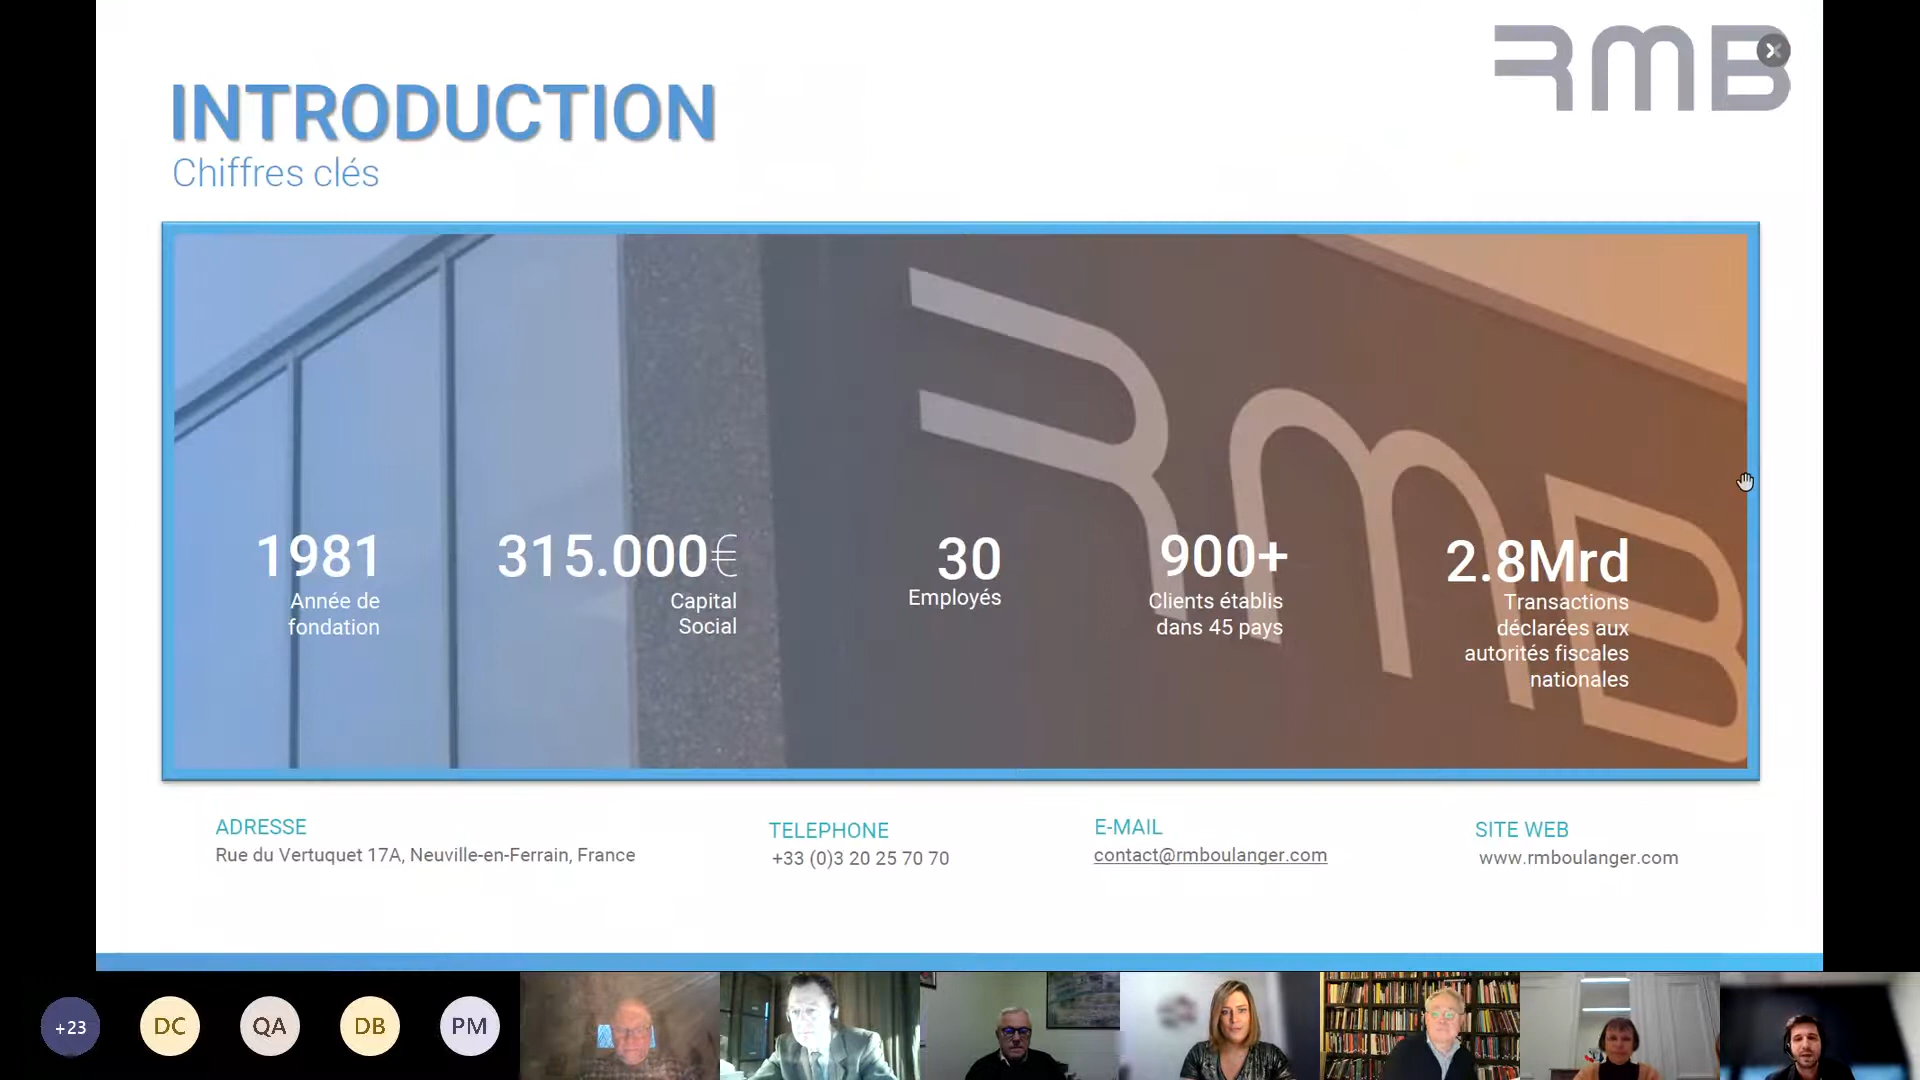 RMB
INTRODUCTION
Chiffres clés
RMB
1981
Année de
fondation
315.000€
Capital
Social
30
Employés
900+
Clients établis
dans 45 pays
2.8Mrd
Transactions
déclarées aux
autorités fiscales
nationales
ADRESSE
Rue du Vertuquet 17A, Neuville-en-Ferrain, France
TELEPHONE
+33 (0)3 20 25 70 70
E-MAIL
contact@rmboulanger.com
SITE WEB
www.rmboulanger.com
+23
DC
QA
DB
PM